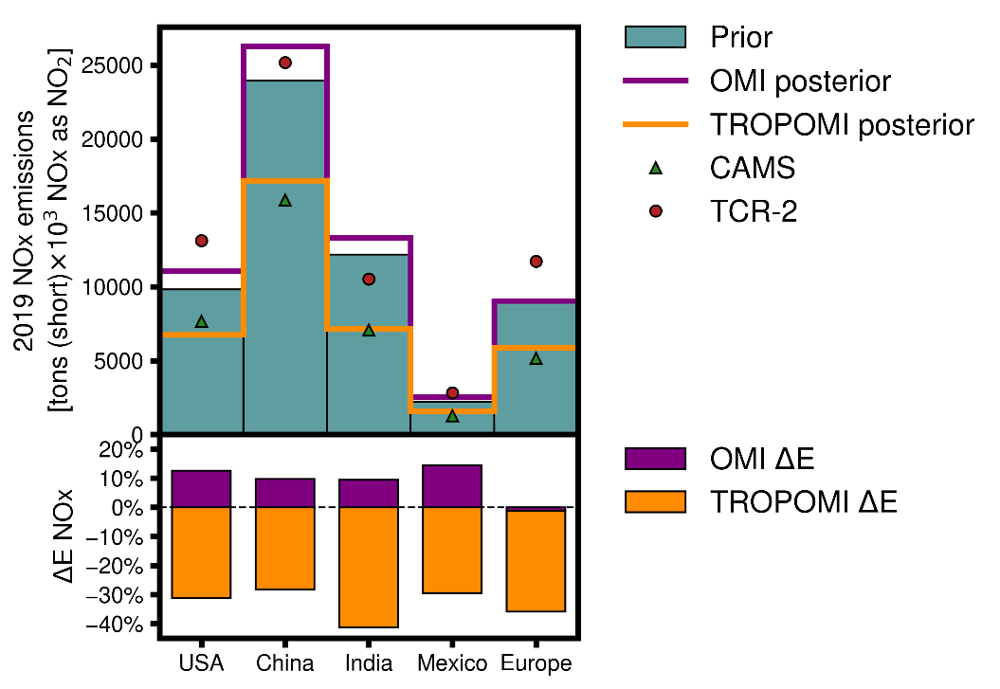 2019 NOx emissions
[tons (short)×10³ NOx as NO₂]
25000
20000
15000
10000
5000
0
Prior
OMI posterior
TROPOMI posterior
CAMS
TCR-2
ΔE NOx
20%
10%
0%
−10%
−20%
−30%
−40%
OMI ΔE
TROPOMI ΔE
USA China India Mexico Europe